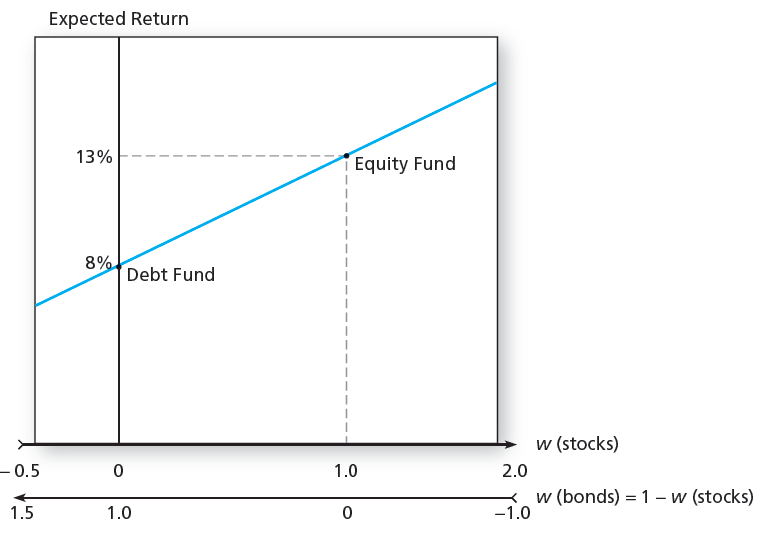 Expected Return
13%
Equity Fund
8%
Debt Fund
w (stocks)
– 0.5 0 1.0 2.0
w (bonds) = 1 – w (stocks)
1.5 1.0 0 –1.0